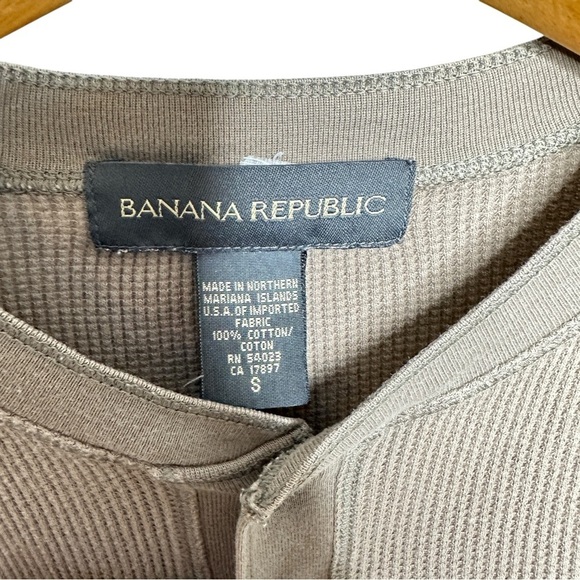 BANANA REPUBLIC
MADE IN NORTHERN
MARIANA ISLANDS
U.S.A. OF IMPORTED
FABRIC
100% COTTON/
COTON
RN 54023
CA 17897
S